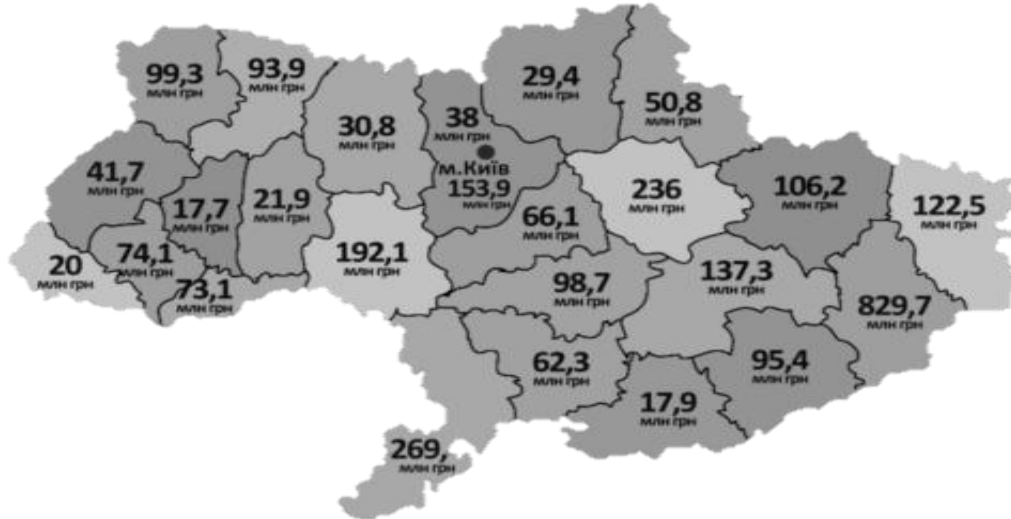 99,3
млн грн
93,9
млн грн
30,8
млн грн
38
млн грн
29,4
млн грн
50,8
млн грн
м.Київ
153,9
млн грн
41,7
млн грн
17,7
млн грн
21,9
млн грн
236
млн грн
106,2
млн грн
122,5
млн грн
66,1
млн грн
20
млн грн
74,1
млн грн
73,1
млн грн
192,1
млн грн
98,7
млн грн
137,3
млн грн
829,7
млн грн
62,3
млн грн
95,4
млн грн
17,9
млн грн
269,
млн грн